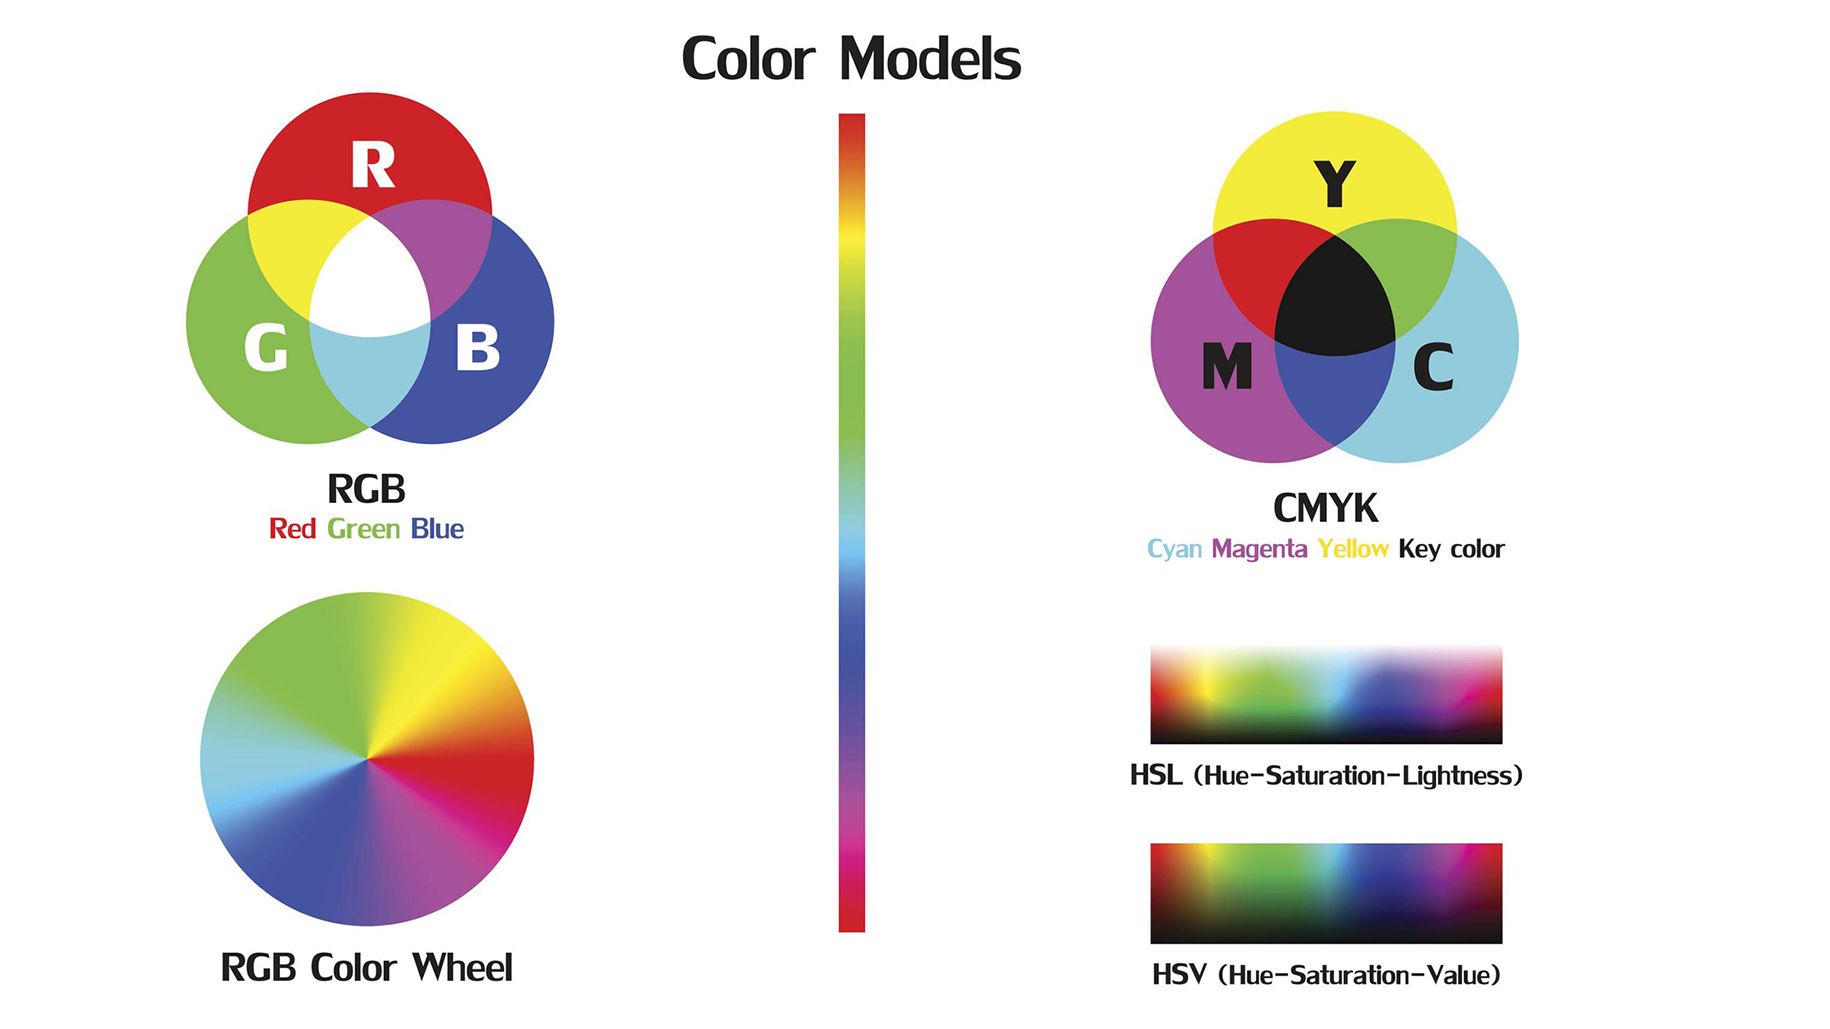 Color Models
R
G
B
RGB
Red Green Blue
RGB Color Wheel
Y
M
C
CMYK
Cyan Magenta Yellow Key color
HSL (Hue-Saturation-Lightness)
HSV (Hue-Saturation-Value)